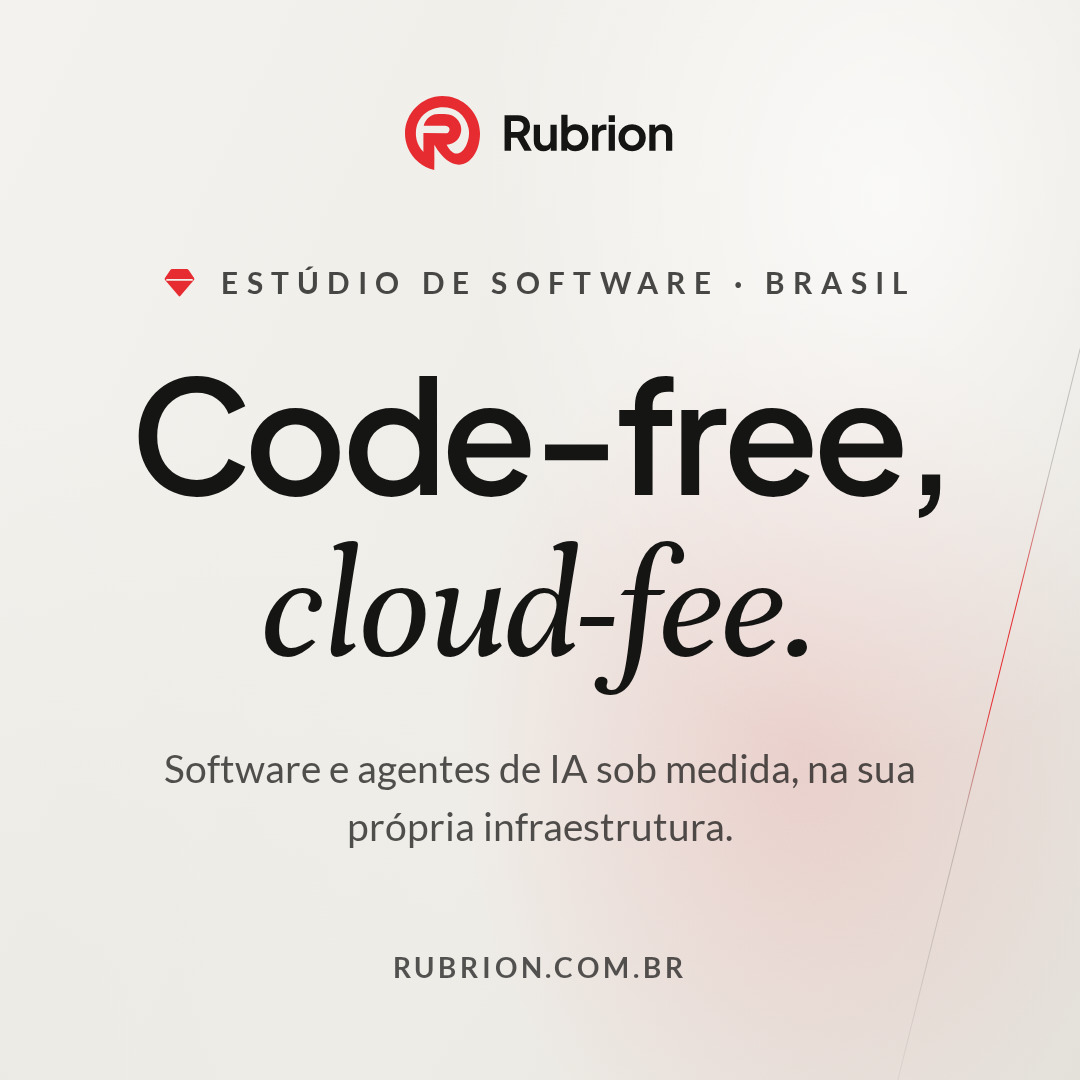 Rubrion
ESTÚDIO DE SOFTWARE · BRASIL
Code-free,
cloud-fee.
Software e agentes de IA sob medida, na sua
própria infraestrutura.
RUBRION.COM.BR